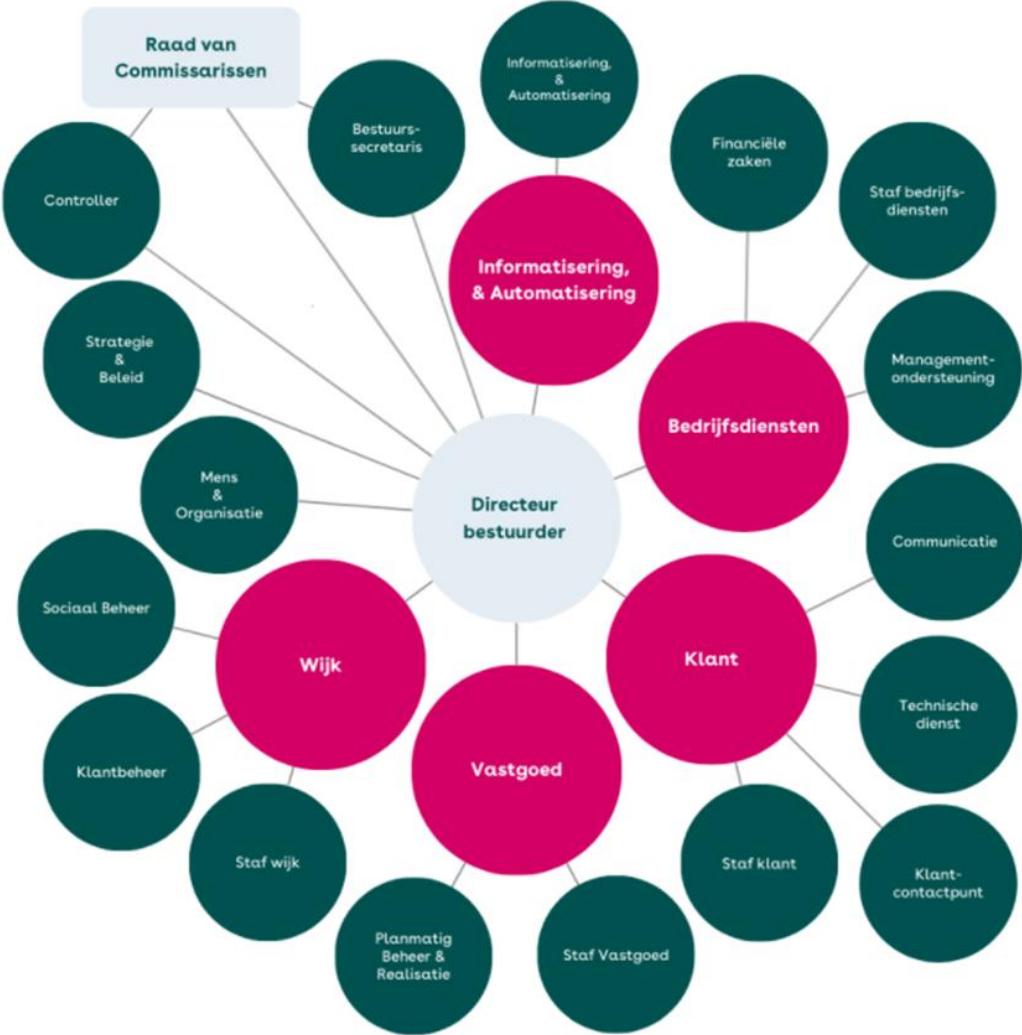 Raad van
Commissarissen
Informatisering,
&
Automatisering
Bestuurs-
secretaris
Financiële
zaken
Controller
Staf bedrijfs-
diensten
Informatisering,
& Automatisering
Strategie
&
Beleid
Management-
ondersteuning
Bedrijfsdiensten
Mens
&
Organisatie
Directeur
bestuurder
Communicatie
Sociaal Beheer
Wijk
Klant
Technische
dienst
Klantbeheer
Vastgoed
Staf wijk
Staf klant
Klant-
contactpunt
Planmatig
Beheer &
Realisatie
Staf Vastgoed